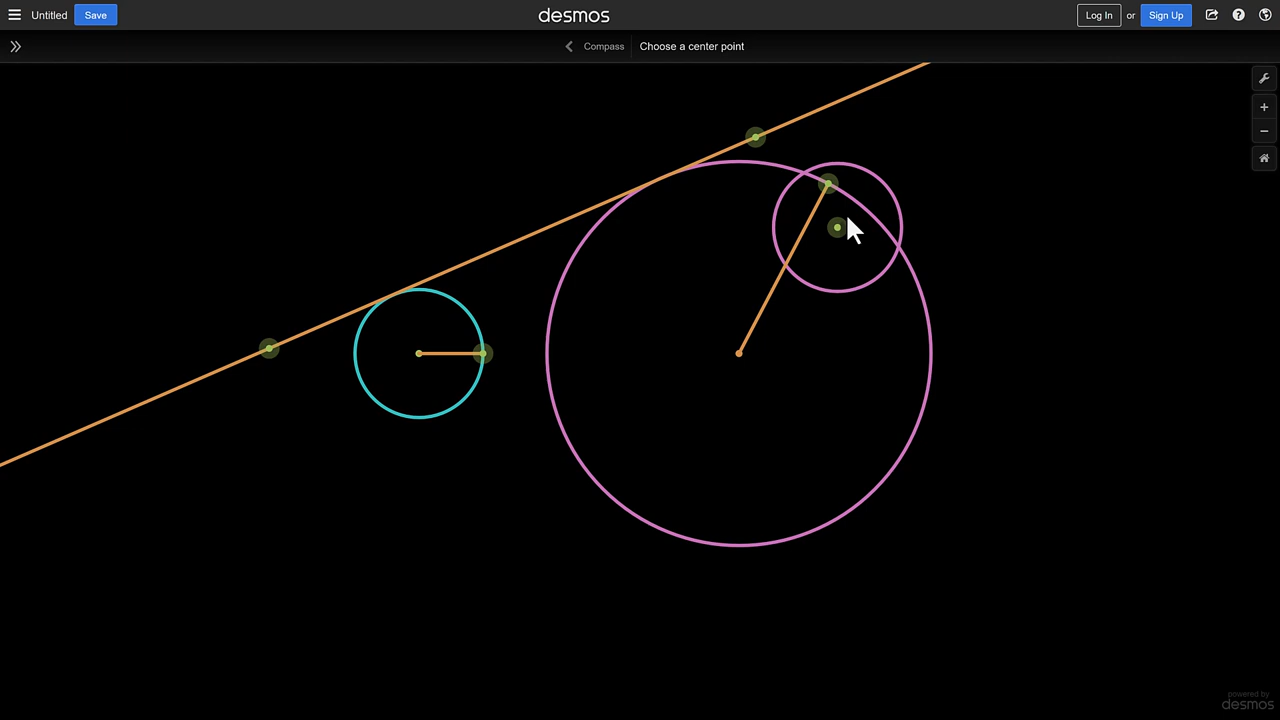 Untitled Save desmos Log In or Sign Up
Compass Choose a center point
powered by
desmos